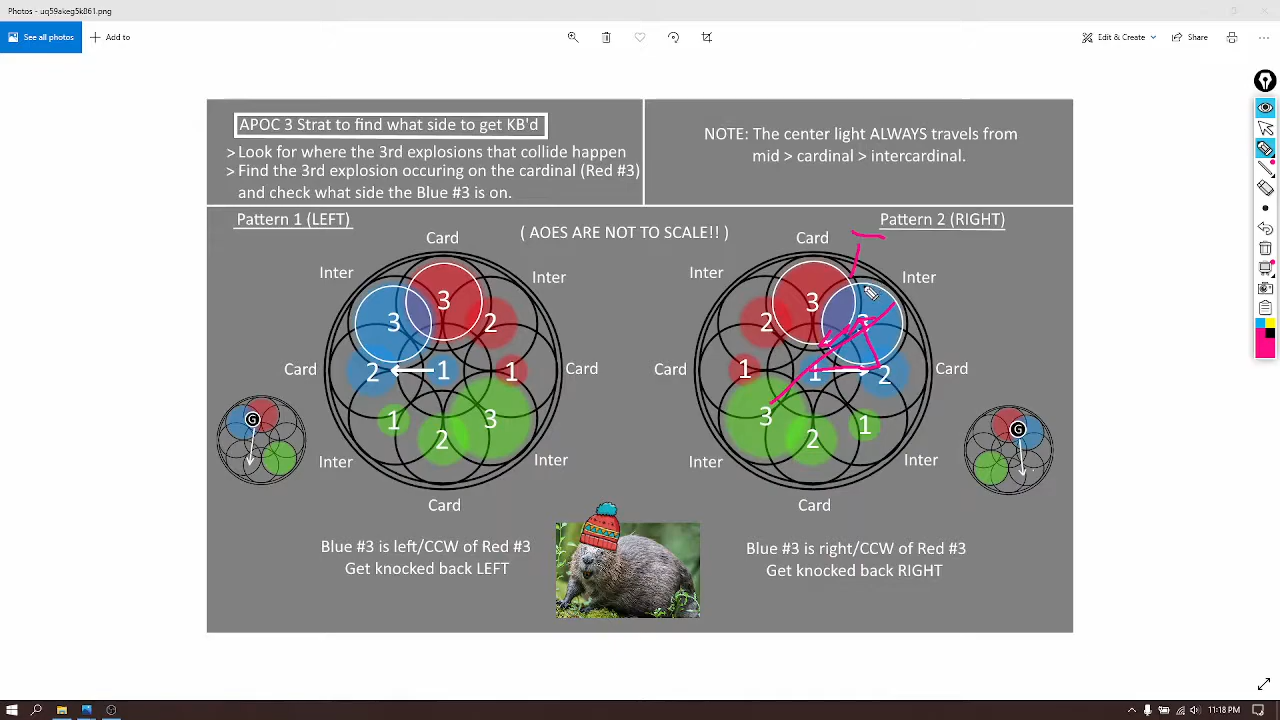 Photos - uq59akeg5k861.png
See all photos
Add to
Edit & Create
Share
APOC 3 Strat to find what side to get KB'd
> Look for where the 3rd explosions that collide happen
> Find the 3rd explosion occuring on the cardinal (Red #3)
and check what side the Blue #3 is on.
NOTE: The center light ALWAYS travels from
mid > cardinal > intercardinal.
Pattern 1 (LEFT)
( AOES ARE NOT TO SCALE!! )
Pattern 2 (RIGHT)
Card
Inter
Inter
3
3
2
Card
2
1
1
Card
1
2
3
Inter
Inter
Card
G
Blue #3 is left/CCW of Red #3
Get knocked back LEFT
Card
Inter
Inter
3
2
Card
1
1
2
Card
3
2
1
Inter
Inter
Card
G
Blue #3 is right/CCW of Red #3
Get knocked back RIGHT
11:18 PM